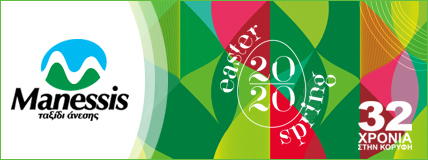 Manessis
ταξίδι άνεσης
easter
20
20
spring
32
ΧΡΟΝΙΑ
ΣΤΗΝ ΚΟΡΥΦΗ